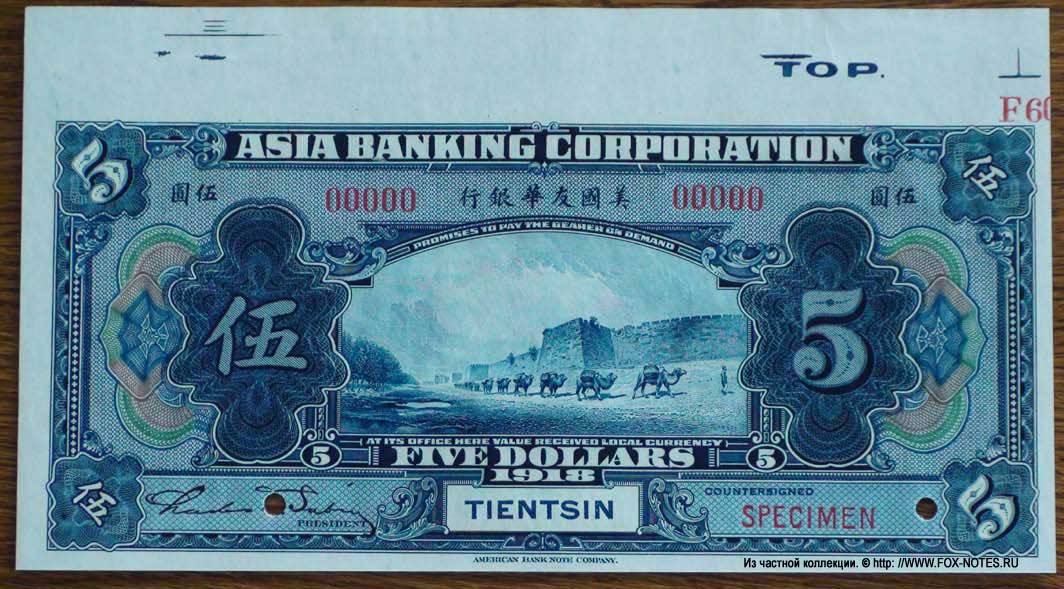 TOP.
F60
ASIA BANKING CORPORATION
伍
圓伍 00000 行銀華友國美 00000 圓伍
PROMISES TO PAY THE BEARER ON DEMAND
伍 5
(AT ITS OFFICE HERE VALUE RECEIVED LOCAL CURRENCY)
5 FIVE DOLLARS 5
1918
伍 TIENTSIN COUNTERSIGNED
SPECIMEN
PRESIDENT
AMERICAN BANK NOTE COMPANY.
Из частной коллекции. © http: //WWW.FOX-NOTES.RU